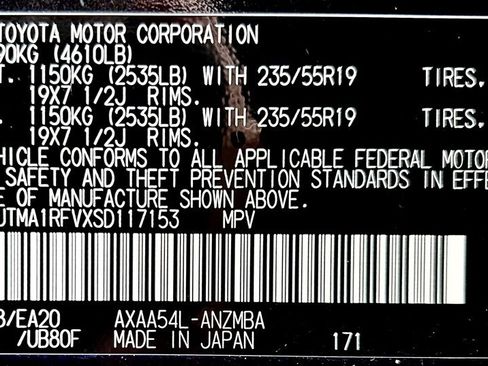 TOYOTA MOTOR CORPORATION
90KG (4610LB)
T. 1150KG (2535LB) WITH 235/55R19 TIRES,
19X7 1/2J RIMS.
. 1150KG (2535LB) WITH 235/55R19 TIRES,
19X7 1/2J RIMS.
HICLE CONFORMS TO ALL APPLICABLE FEDERAL MOTOR
SAFETY AND THEFT PREVENTION STANDARDS IN EFFE
E OF MANUFACTURE SHOWN ABOVE.
JTMA1RFVXSD117153 MPV
/EA20 AXAA54L-ANZMBA
/UB80F MADE IN JAPAN 171